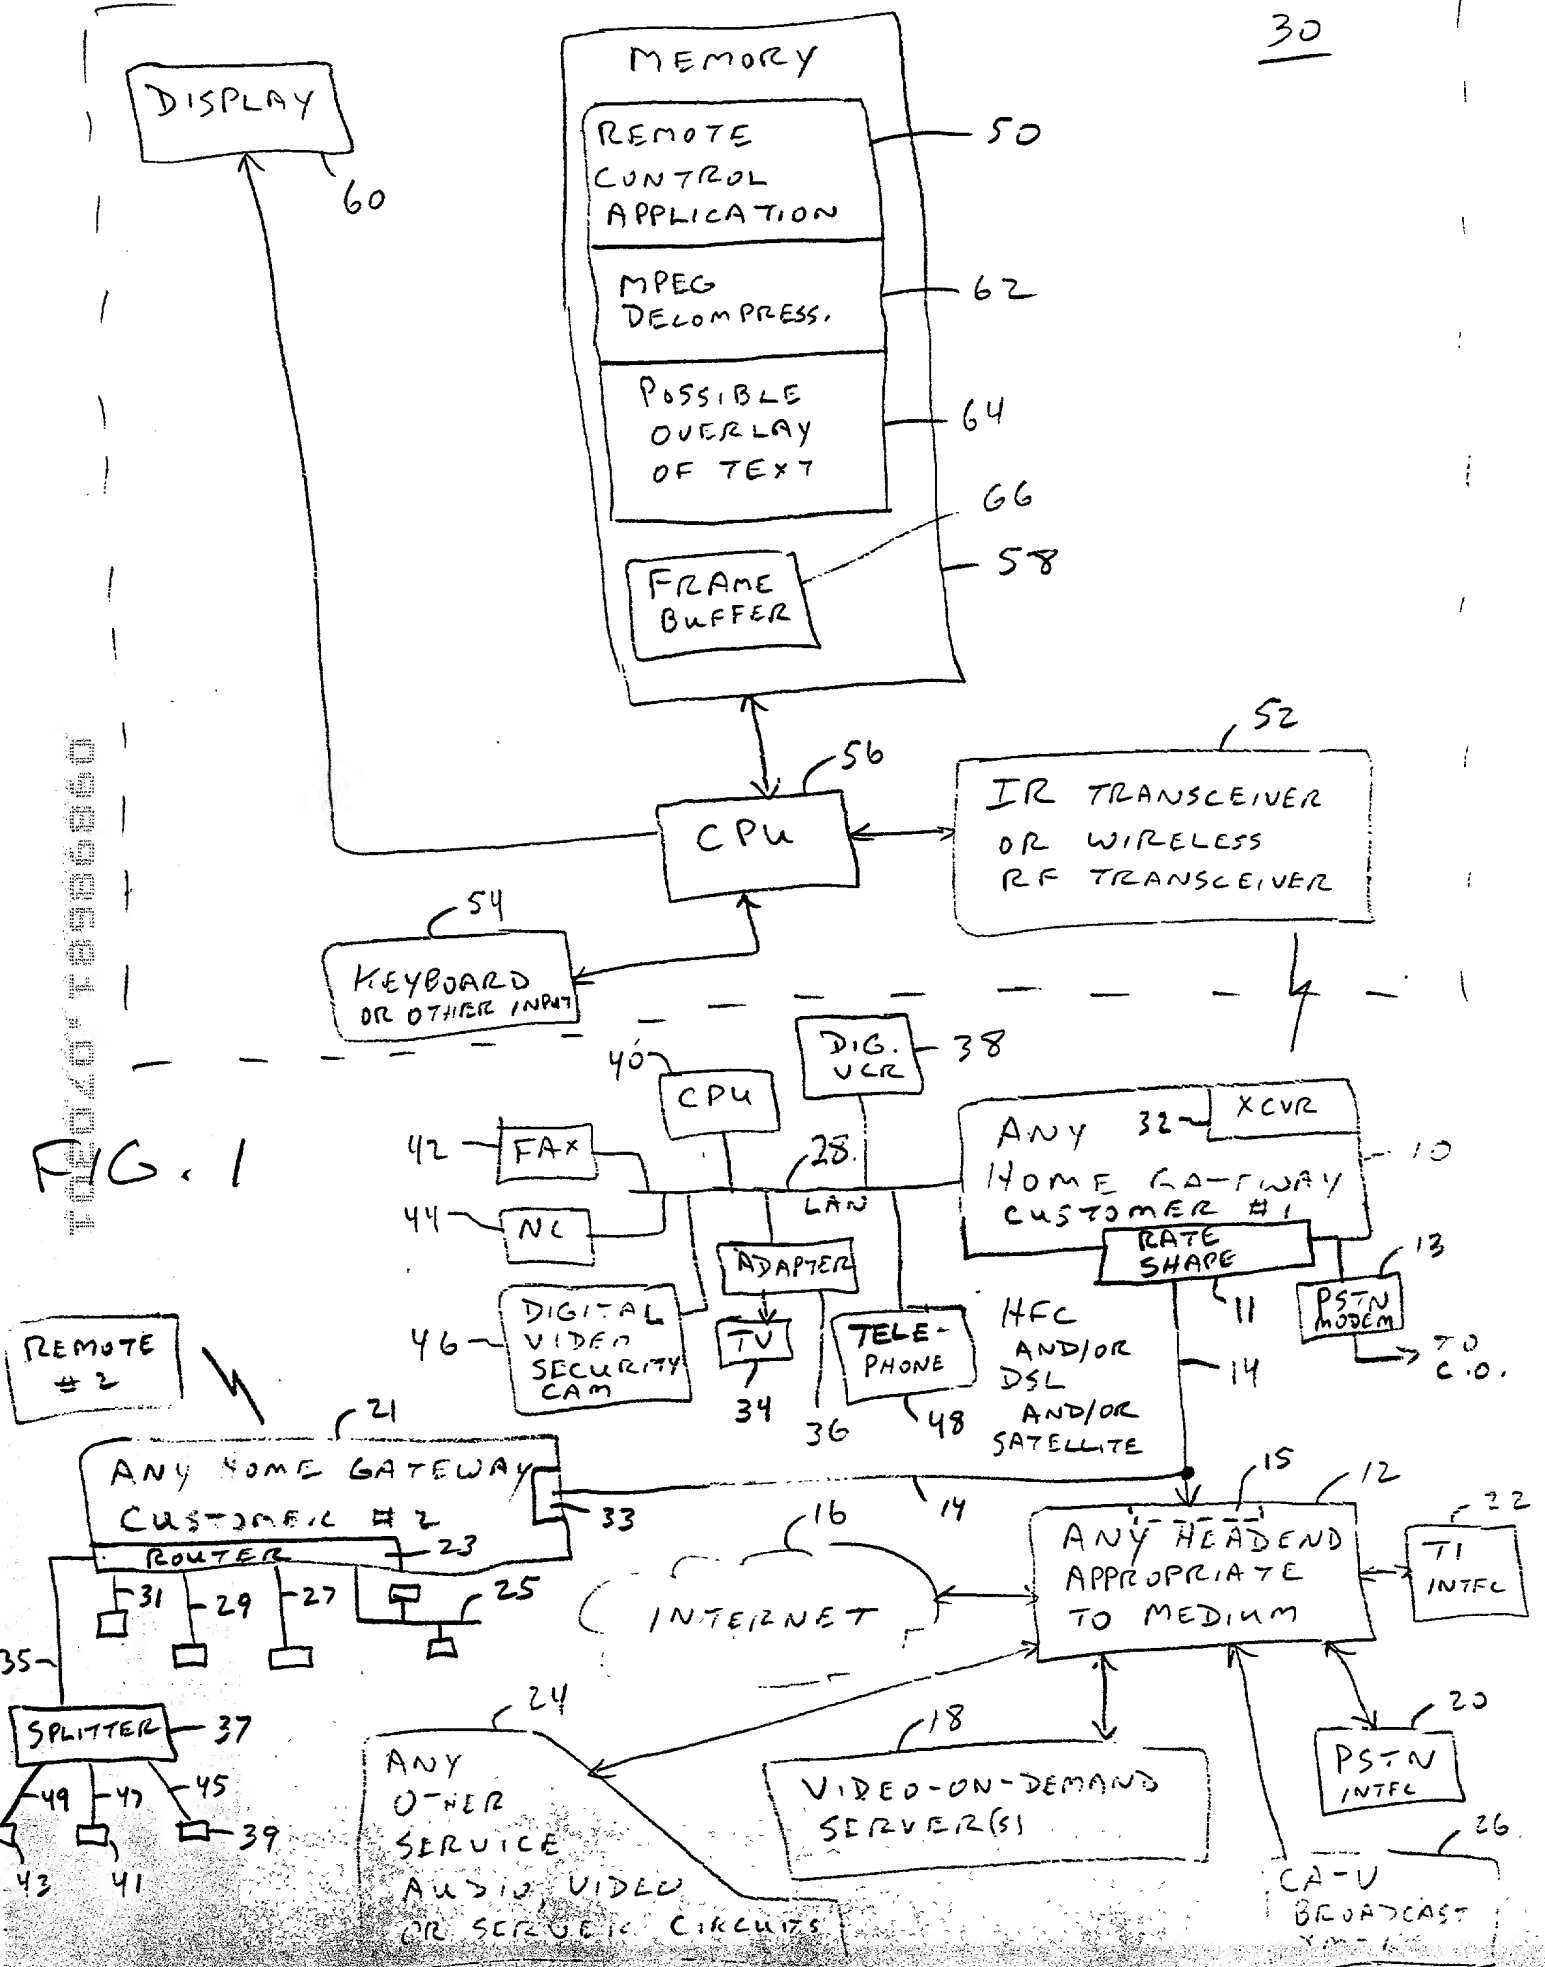 30
MEMORY
DISPLAY
60
REMOTE
CONTROL
APPLICATION
50
MPEG
DECOMPRESS.
62
POSSIBLE
OVERLAY
OF TEXT
64
66
FRAME
BUFFER
58
52
56
CPU
IR TRANSCEIVER
OR WIRELESS
RF TRANSCEIVER
54
KEYBOARD
OR OTHER INPUT
FIG. 1
40
CPU
DIG.
VCR
38
42
FAX
28
LAN
44
NC
ADAPTER
TV
34
36
46
DIGITAL
VIDEO
SECURITY
CAM
TELE-
PHONE
48
XCVR
32
ANY
HOME GATEWAY
CUSTOMER #1
10
RATE
SHAPE
11
13
PSTN
MODEM
TO
C.O.
HFC
AND/OR
DSL
AND/OR
SATELLITE
14
REMOTE
#2
21
ANY HOME GATEWAY
CUSTOMER #2
33
ROUTER
23
31
29
27
25
35
SPLITTER
37
49
47
45
43
41
39
14
16
INTERNET
15
12
ANY HEADEND
APPROPRIATE
TO MEDIUM
22
T1
INTFC
24
ANY
OTHER
SERVICE
AUDIO, VIDEO
OR SERVER CIRCUITS
18
VIDEO-ON-DEMAND
SERVER(S)
20
PSTN
INTFC
26
BROADCAST